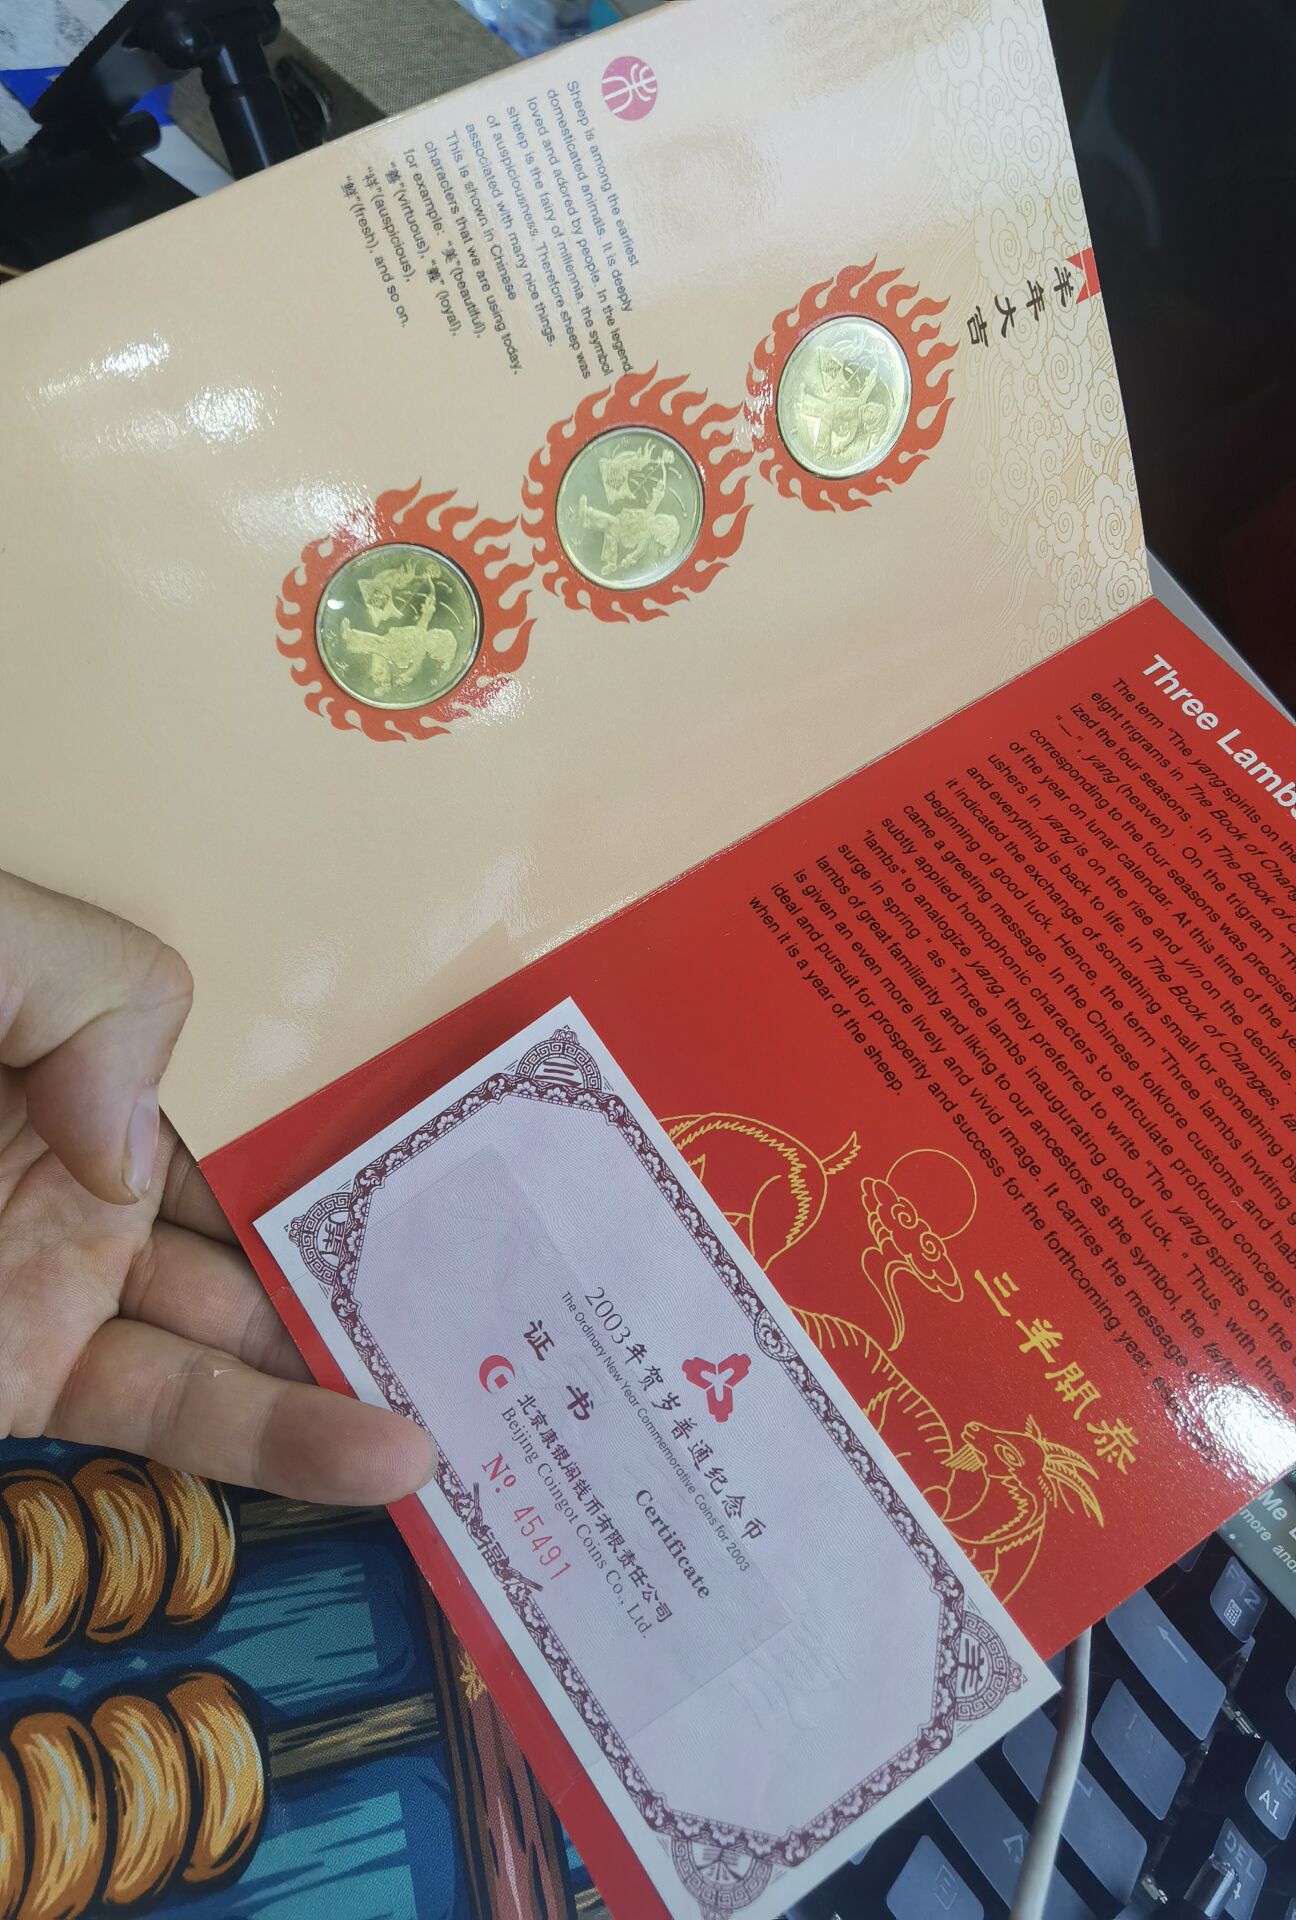 羊年大吉
Sheep is among the earliest
domesticated animals. It is deeply
loved and adored by people. In the legend,
sheep is the fairy of millennia, the symbol
of auspiciousness. Therefore sheep was
associated with many nice things.
This is shown in Chinese
characters that we are using today,
for example: "美"(beautiful),
"善"(virtuous), "義"(loyal),
"祥"(auspicious),
"鲜"(fresh), and so on.
Three Lambs
The term "The yang spirits on the
eight trigrams in The Book of Chang
ized the four seasons. In The Book of C
"—", yang (heaven). On the trigram "Th
corresponding to the four seasons was precisely
of the year on lunar calendar. At this time of the ye
ushers in, yang is on the rise and yin on the decline.
and everything is back to life. In The Book of Changes, tai
it indicated the exchange of something small for something big
beginning of good luck. Hence, the term "Three lambs inviting g
came a greeting message. In the Chinese folklore customs and hab
subtly applied homophonic characters to articulate profound concepts,
"lambs" to analogize yang, they preferred to write "The yang spirits on the
surge in spring" as "Three lambs inaugurating good luck." Thus, with three
lambs of great familiarity and liking to our ancestors as the symbol, the
is given an even more lively and vivid image. It carries the message o
ideal and pursuit for prosperity and success for the forthcoming year, esp
when it is a year of the sheep.
三羊開泰
2003年贺岁普通纪念币
The Ordinary New Year Commemorative Coins for 2003
证书 Certificate
北京康银阁钱币有限责任公司
Beijing Coingot Coins Co., Ltd.
No 45491
福
F12
INS
A1
DEL
Me
more and